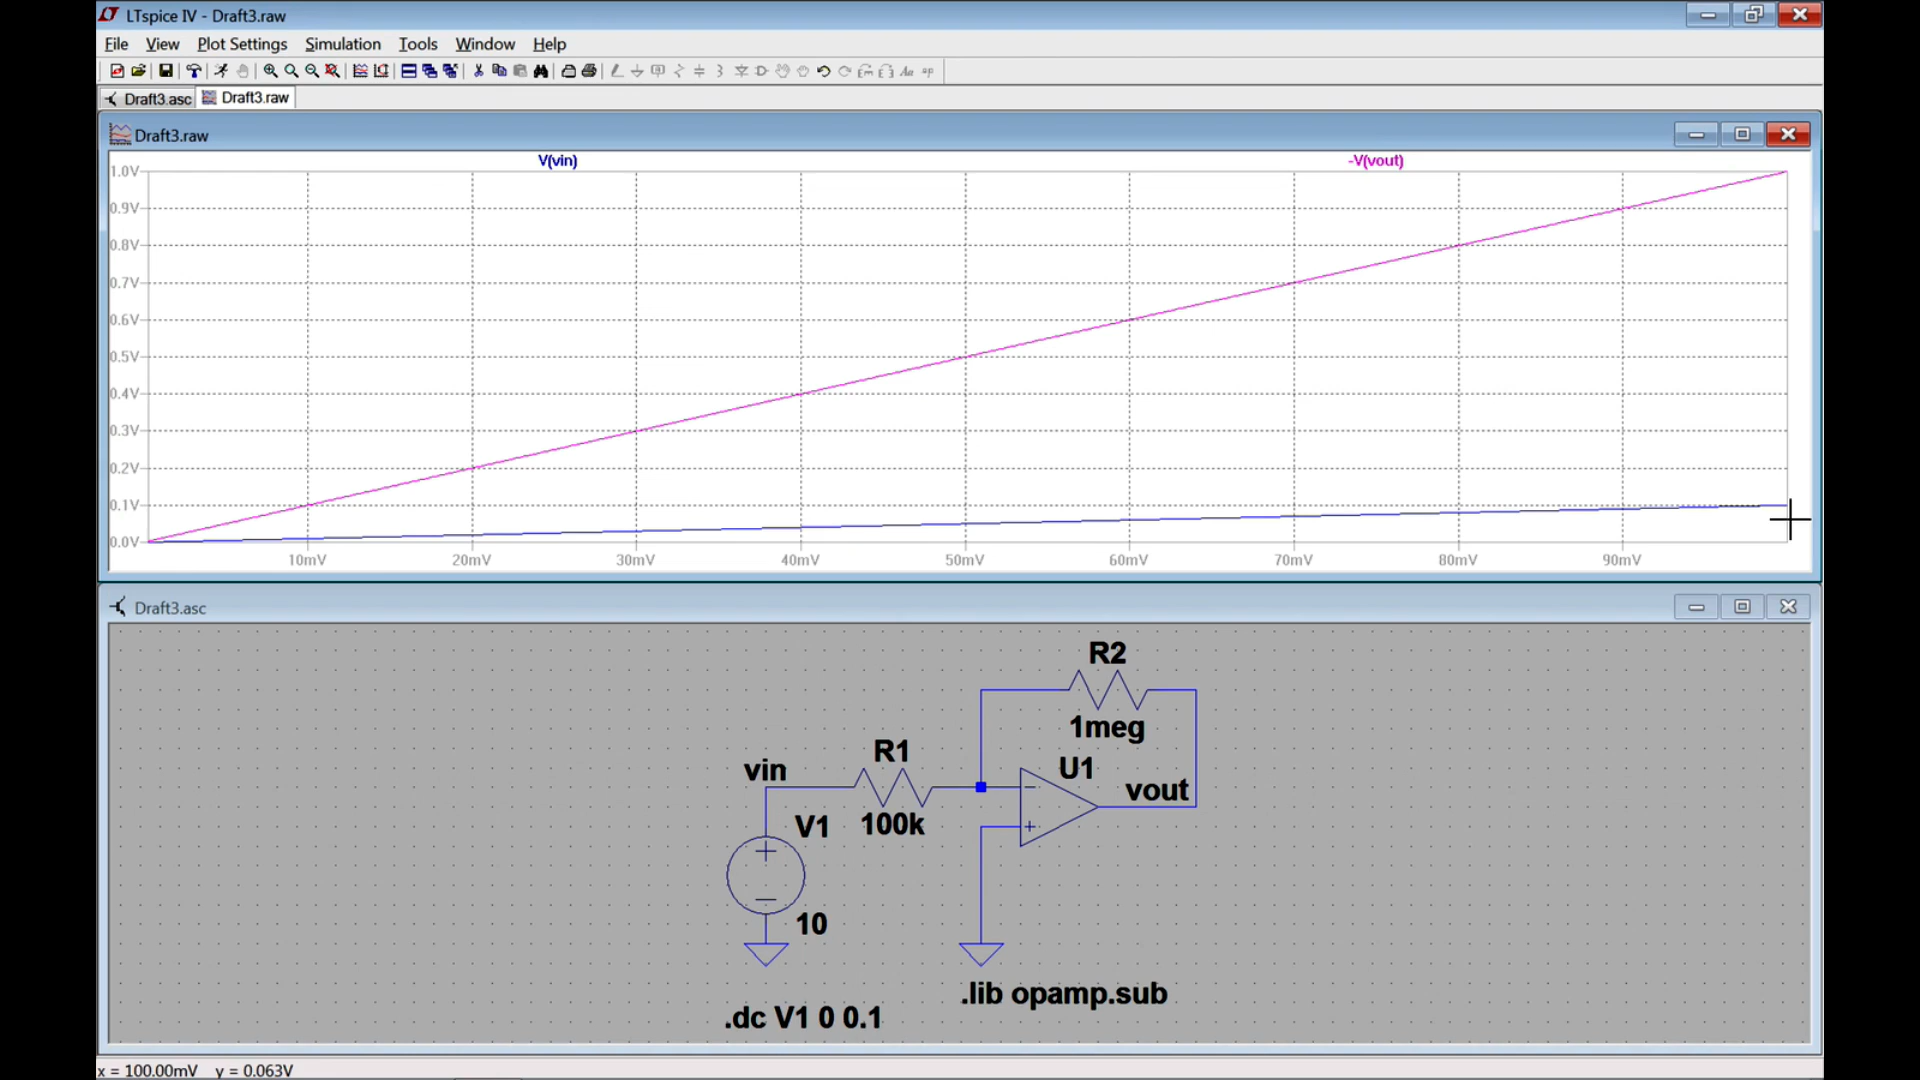 LTspice IV - Draft3.raw
File View Plot Settings Simulation Tools Window Help
Draft3.asc Draft3.raw
Draft3.raw
V(vin) -V(vout)
1.0V
0.9V
0.8V
0.7V
0.6V
0.5V
0.4V
0.3V
0.2V
0.1V
0.0V
10mV 20mV 30mV 40mV 50mV 60mV 70mV 80mV 90mV
Draft3.asc
R2
1meg
R1
U1
vin
vout
V1 100k
10
.lib opamp.sub
.dc V1 0 0.1
x = 100.00mV y = 0.063V